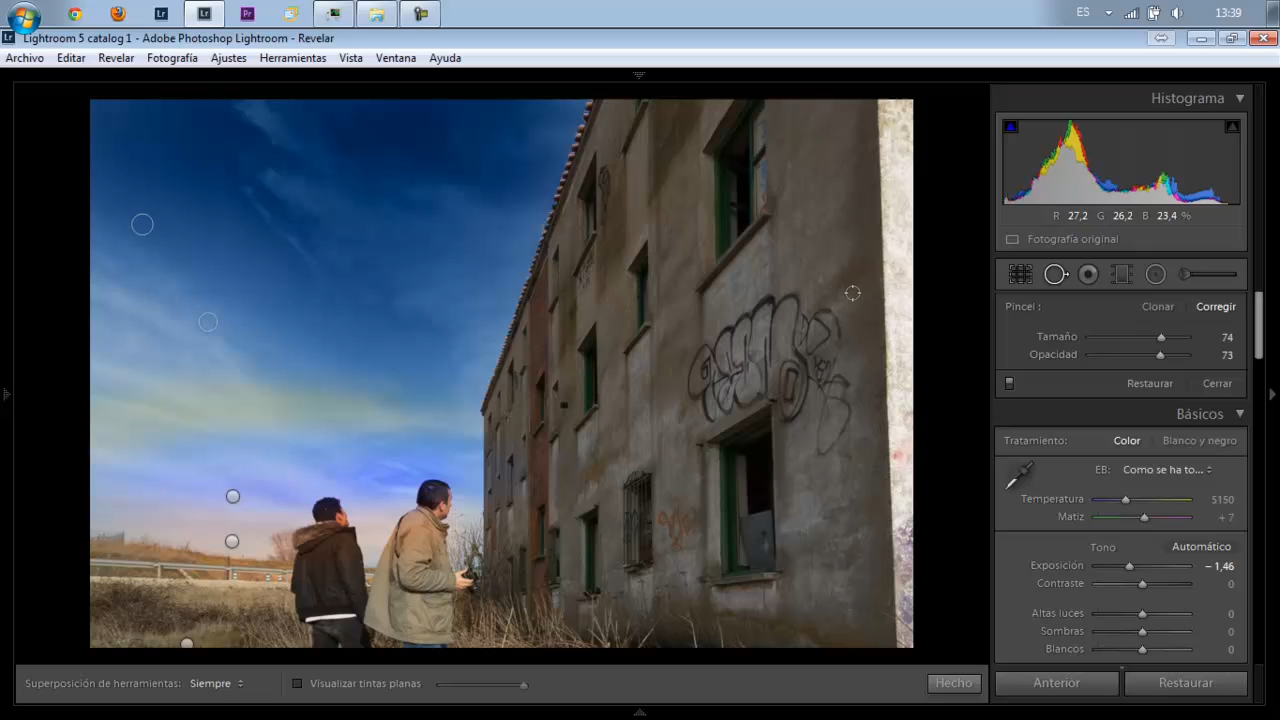 ES
13:39
Lightroom 5 catalog 1 - Adobe Photoshop Lightroom - Revelar
Archivo Editar Revelar Fotografía Ajustes Herramientas Vista Ventana Ayuda
Histograma
R 27,2 G 26,2 B 23,4 %
Fotografía original
Pincel : Clonar Corregir
Tamaño 74
Opacidad 73
Restaurar Cerrar
Básicos
Tratamiento: Color Blanco y negro
EB: Como se ha to...
Temperatura 5150
Matiz + 7
Tono Automático
Exposición − 1,46
Contraste 0
Altas luces 0
Sombras 0
Blancos 0
Superposición de herramientas: Siempre Visualizar tintas planas Hecho
Anterior Restaurar